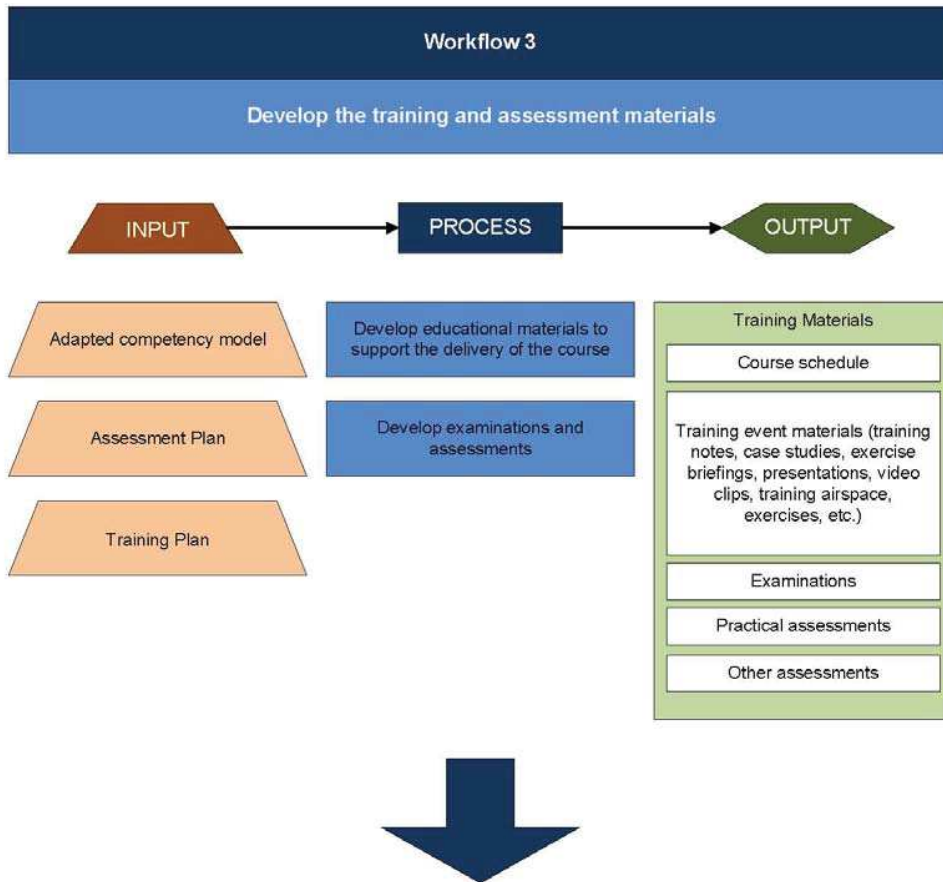 Workflow 3
Develop the training and assessment materials
INPUT
PROCESS
OUTPUT
Adapted competency model
Assessment Plan
Training Plan
Develop educational materials to
support the delivery of the course
Develop examinations and
assessments
Training Materials
Course schedule
Training event materials (training
notes, case studies, exercise
briefings, presentations, video
clips, training airspace,
exercises, etc.)
Examinations
Practical assessments
Other assessments